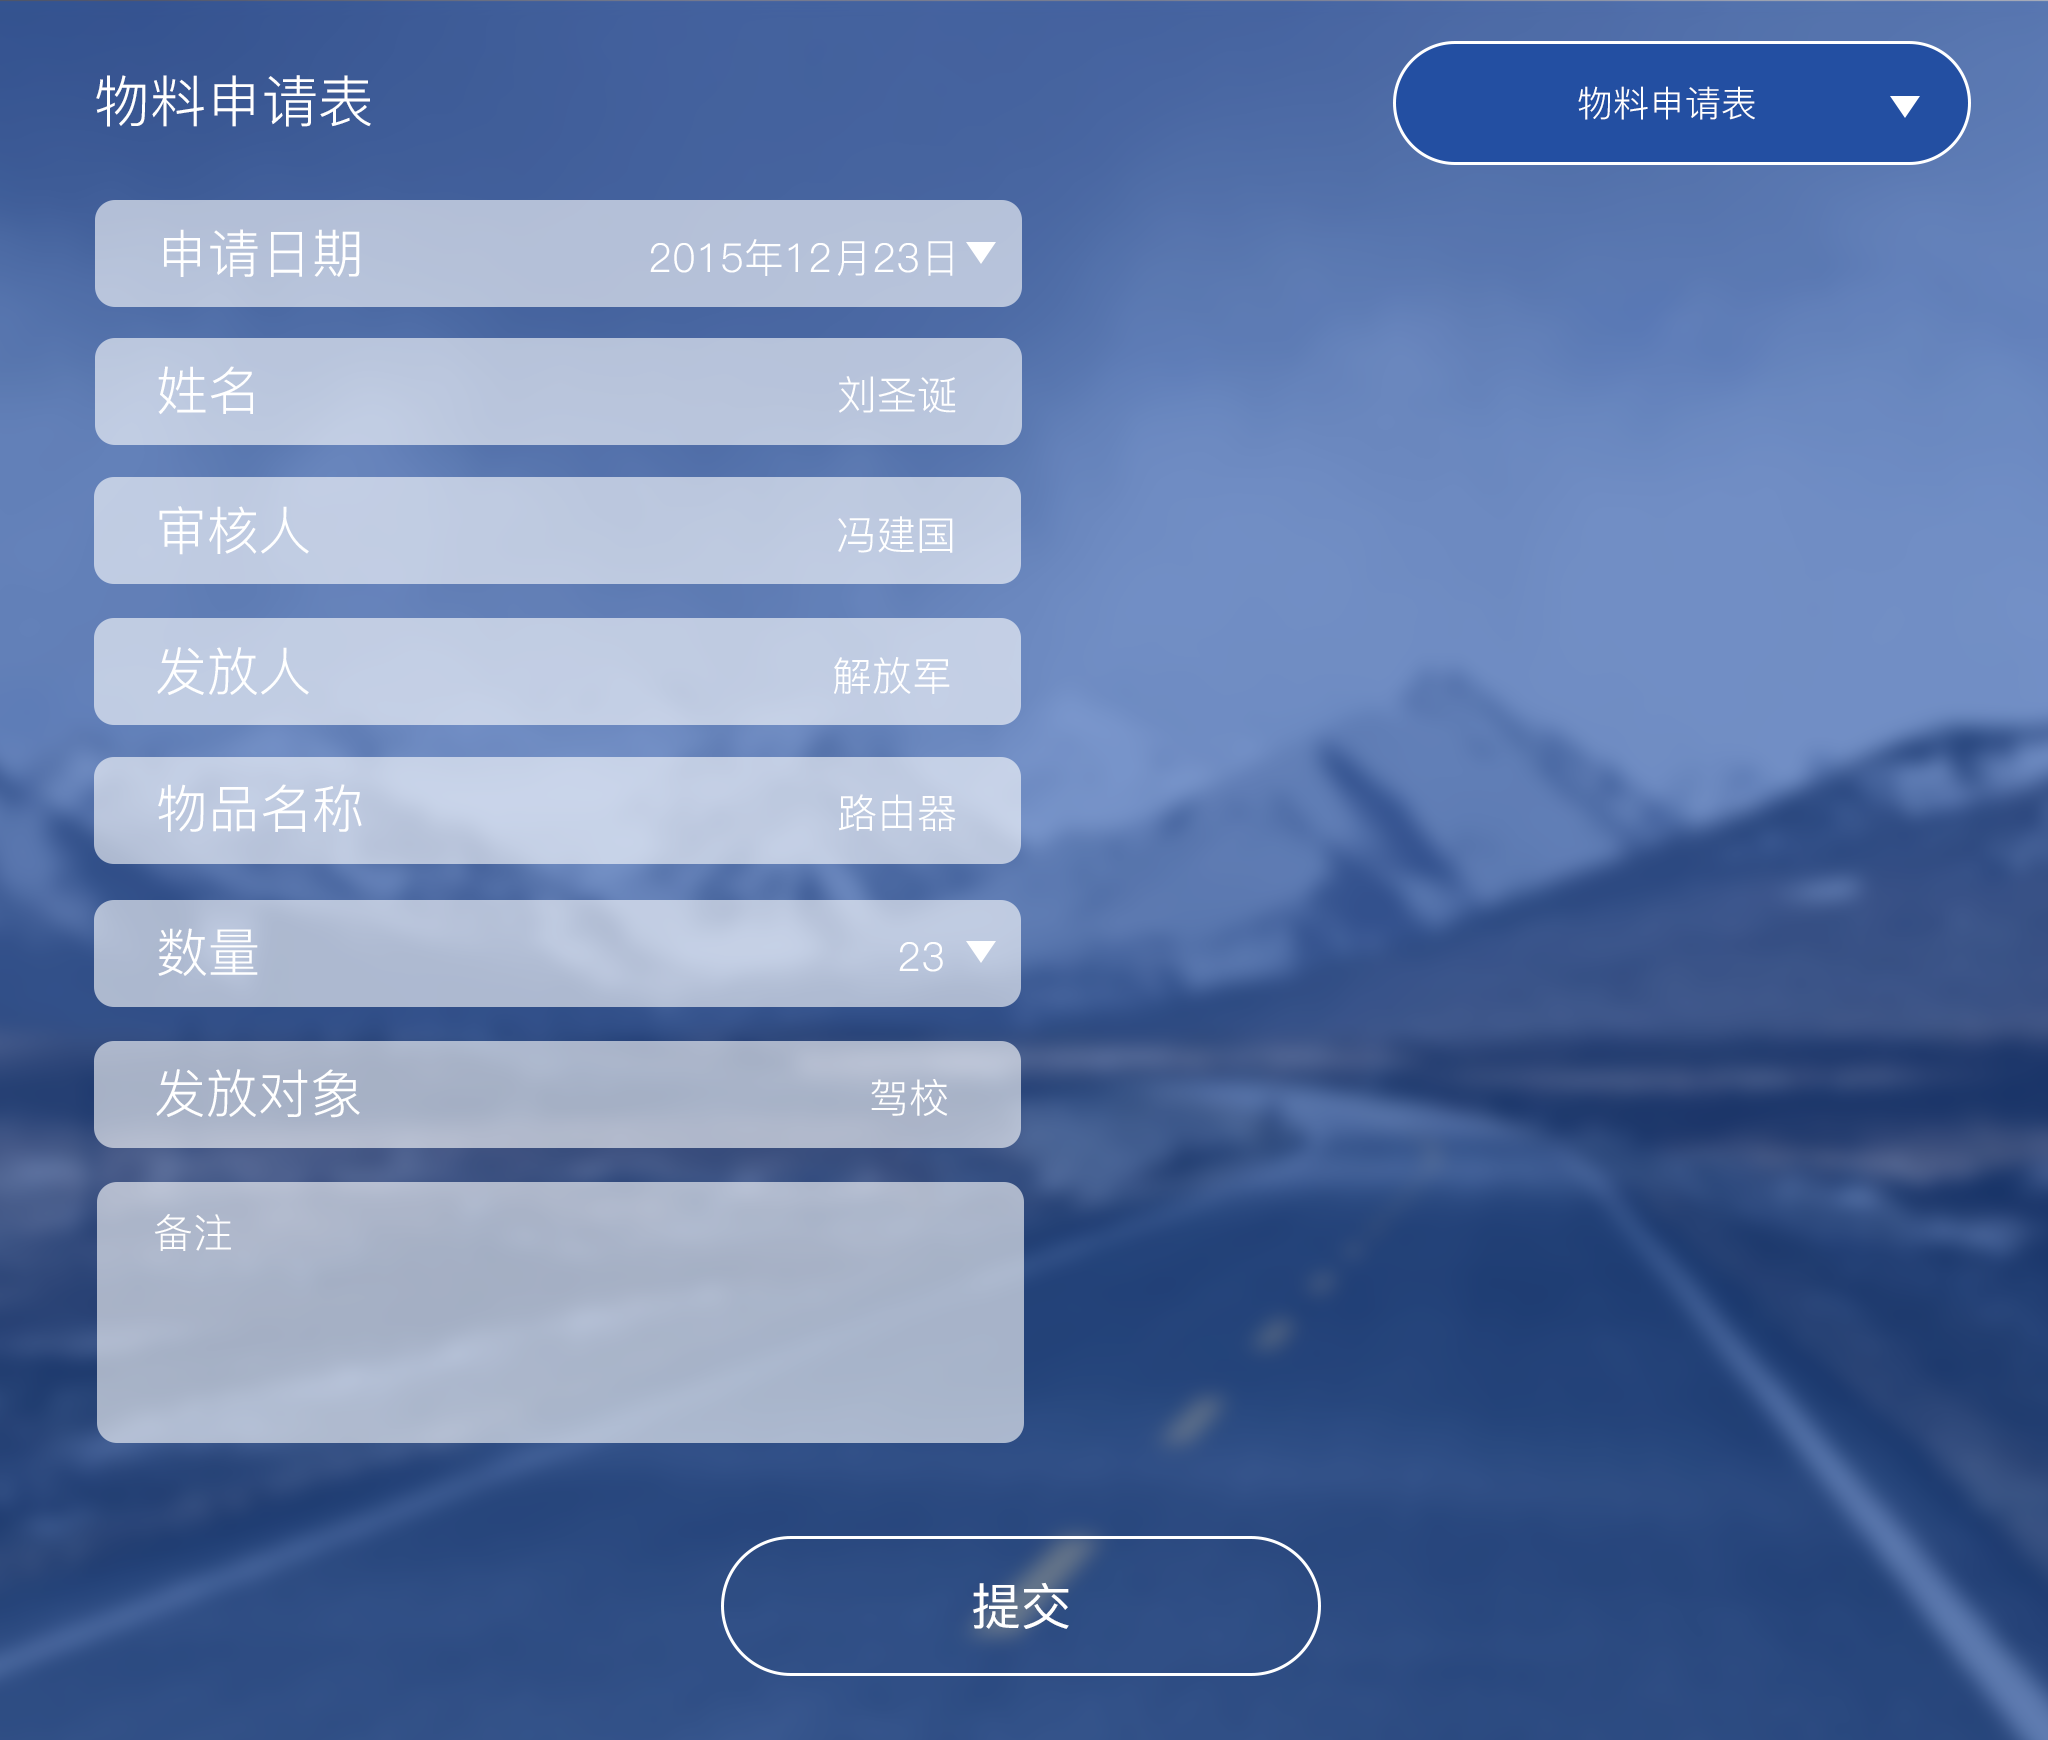 物料申请表
物料申请表
申请日期 2015年12月23日
姓名 刘圣诞
审核人 冯建国
发放人 解放军
物品名称 路由器
数量 23
发放对象 驾校
备注
提交